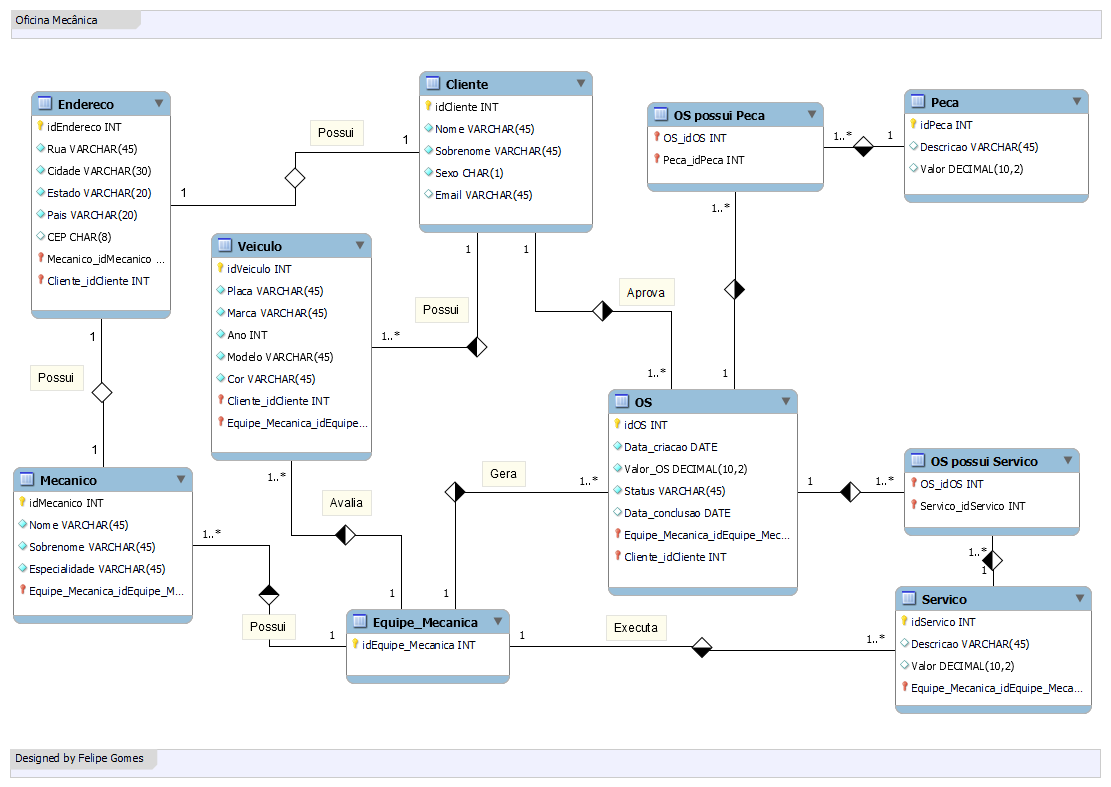 Oficina Mecânica
Endereco
idEndereco INT
Rua VARCHAR(45)
Cidade VARCHAR(30)
Estado VARCHAR(20)
Pais VARCHAR(20)
CEP CHAR(8)
Mecanico_idMecanico ...
Cliente_idCliente INT
1
Possui
1
Cliente
idCliente INT
Nome VARCHAR(45)
Sobrenome VARCHAR(45)
Sexo CHAR(1)
Email VARCHAR(45)
OS possui Peca
OS_idOS INT
Peca_idPeca INT
1..*
1
Peca
idPeca INT
Descricao VARCHAR(45)
Valor DECIMAL(10,2)
Veiculo
idVeiculo INT
Placa VARCHAR(45)
Marca VARCHAR(45)
Ano INT
Modelo VARCHAR(45)
Cor VARCHAR(45)
Cliente_idCliente INT
Equipe_Mecanica_idEquipe...
1
Possui
1..*
1
Aprova
1..*
1..*
1
1
Possui
1
OS
idOS INT
Data_criacao DATE
Valor_OS DECIMAL(10,2)
Status VARCHAR(45)
Data_conclusao DATE
Equipe_Mecanica_idEquipe_Mec...
Cliente_idCliente INT
1
1..*
OS possui Servico
OS_idOS INT
Servico_idServico INT
1..*
1
Mecanico
idMecanico INT
Nome VARCHAR(45)
Sobrenome VARCHAR(45)
Especialidade VARCHAR(45)
Equipe_Mecanica_idEquipe_M...
1..*
Possui
1
1..*
Avalia
1
Gera
1..*
1
Equipe_Mecanica
idEquipe_Mecanica INT
1
Executa
1..*
Servico
idServico INT
Descricao VARCHAR(45)
Valor DECIMAL(10,2)
Equipe_Mecanica_idEquipe_Meca...
Designed by Felipe Gomes